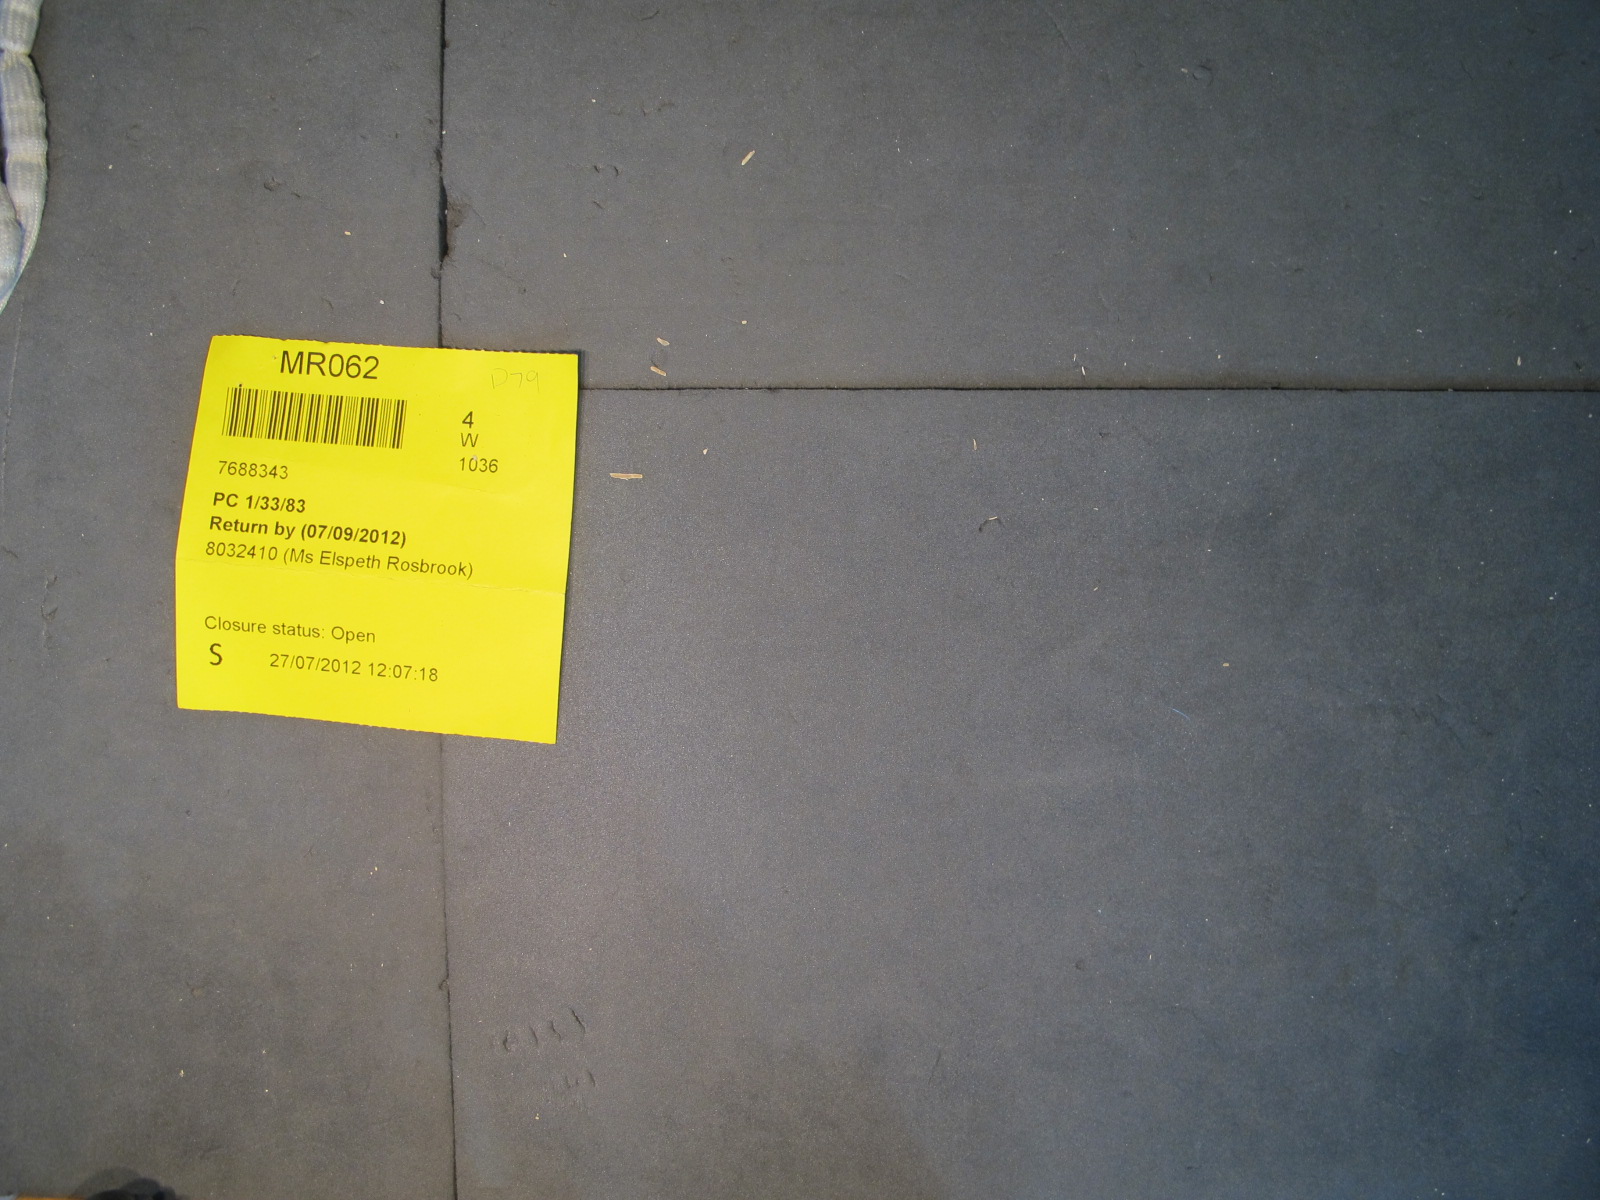 MR062
D79
4
W
7688343
1036
PC 1/33/83
Return by (07/09/2012)
8032410 (Ms Elspeth Rosbrook)
Closure status: Open
S 27/07/2012 12:07:18